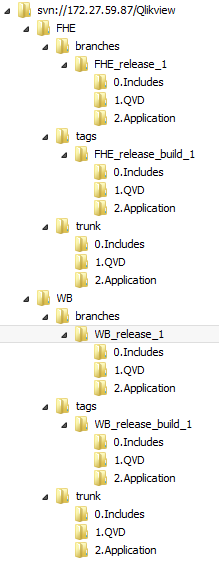 svn://172.27.59.87/Qlikview
FHE
branches
FHE_release_1
0.Includes
1.QVD
2.Application
tags
FHE_release_build_1
0.Includes
1.QVD
2.Application
trunk
0.Includes
1.QVD
2.Application
WB
branches
WB_release_1
0.Includes
1.QVD
2.Application
tags
WB_release_build_1
0.Includes
1.QVD
2.Application
trunk
0.Includes
1.QVD
2.Application